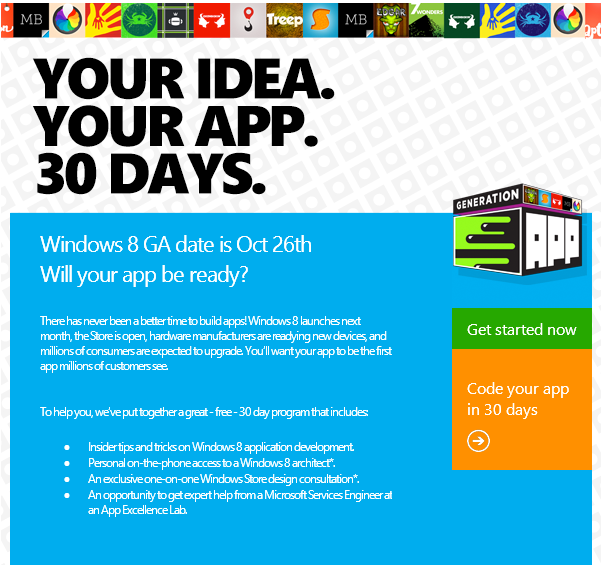 MB
Treep
MB
7 WONDERS
YOUR IDEA.
YOUR APP.
30 DAYS.
GENERATION
APP
Windows 8 GA date is Oct 26th
Will your app be ready?
There has never been a better time to build apps! Windows 8 launches next
month, the Store is open, hardware manufacturers are readying new devices, and
millions of consumers are expected to upgrade. You'll want your app to be the first
app millions of customers see.
Get started now
Code your app
in 30 days
To help you, we've put together a great - free - 30 day program that includes:
● Insider tips and tricks on Windows 8 application development.
● Personal on-the-phone access to a Windows 8 architect*.
● An exclusive one-on-one Windows Store design consultation*.
● An opportunity to get expert help from a Microsoft Services Engineer at
an App Excellence Lab.